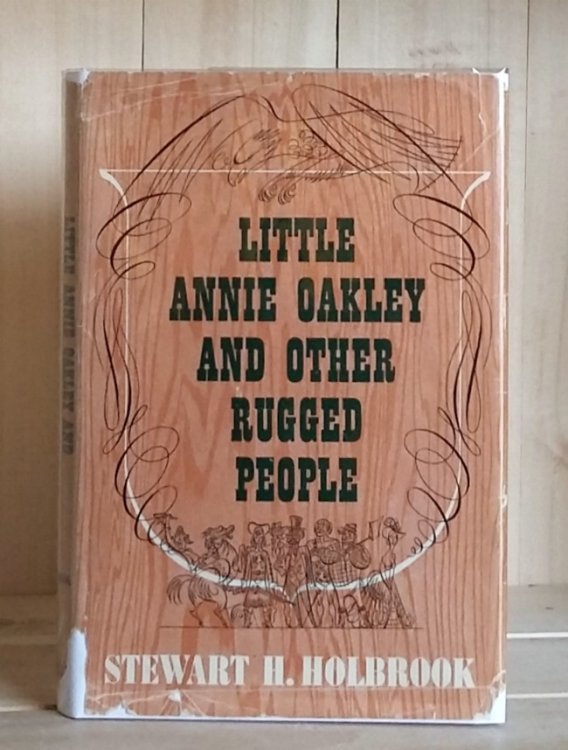 LITTLE
ANNIE OAKLEY
AND OTHER
RUGGED
PEOPLE
STEWART H. HOLBROOK
LITTLE ANNIE OAKLEY AND